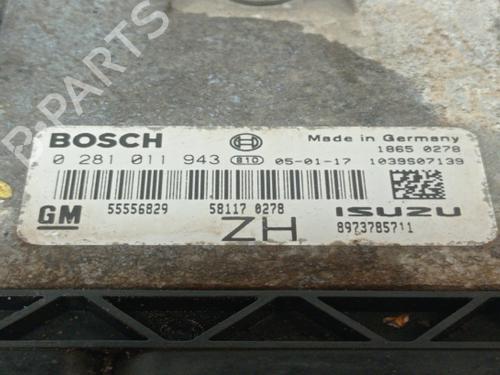 B-PARTS
BOSCH Made in Germany
1865 0278
0 281 011 943 810 05-01-17 1039S07139
GM 55556829 58117 0278 ISUZU
ZH 8973785711